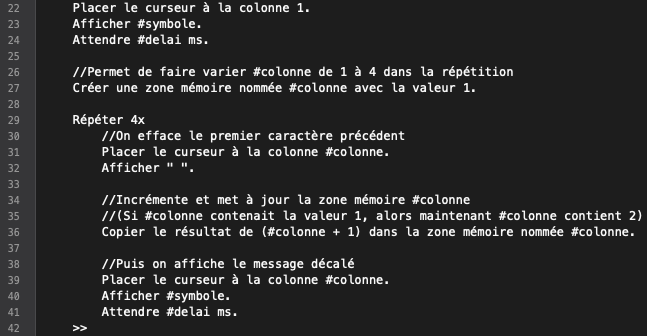 22 Placer le curseur à la colonne 1.
23 Afficher #symbole.
24 Attendre #delai ms.
25
26 //Permet de faire varier #colonne de 1 à 4 dans la répétition
27 Créer une zone mémoire nommée #colonne avec la valeur 1.
28
29 Répéter 4x
30 //On efface le premier caractère précédent
31 Placer le curseur à la colonne #colonne.
32 Afficher " ".
33
34 //Incrémente et met à jour la zone mémoire #colonne
35 //(Si #colonne contenait la valeur 1, alors maintenant #colonne contient 2)
36 Copier le résultat de (#colonne + 1) dans la zone mémoire nommée #colonne.
37
38 //Puis on affiche le message décalé
39 Placer le curseur à la colonne #colonne.
40 Afficher #symbole.
41 Attendre #delai ms.
42 >>